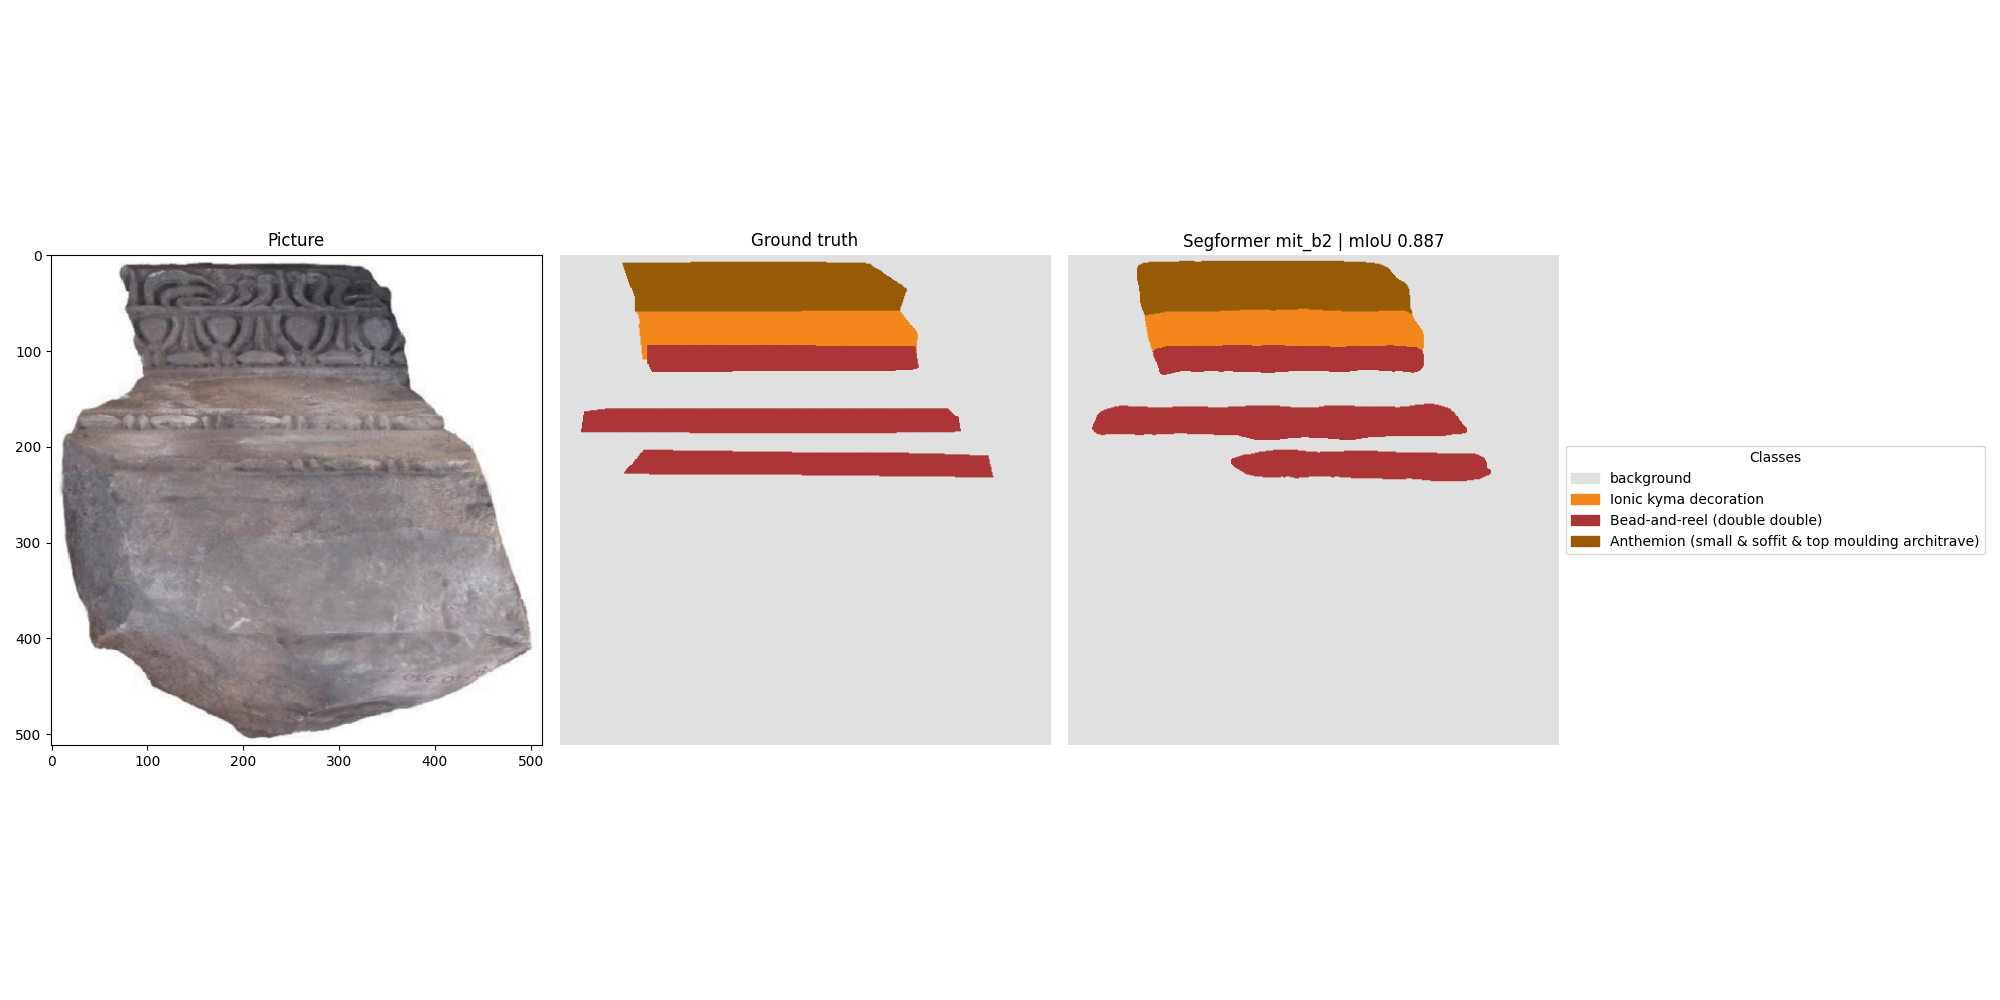 Picture
Ground truth
Segformer mit_b2 | mIoU 0.887
0
100
200
300
400
500
0 100 200 300 400 500
Classes
background
Ionic kyma decoration
Bead-and-reel (double double)
Anthemion (small & soffit & top moulding architrave)